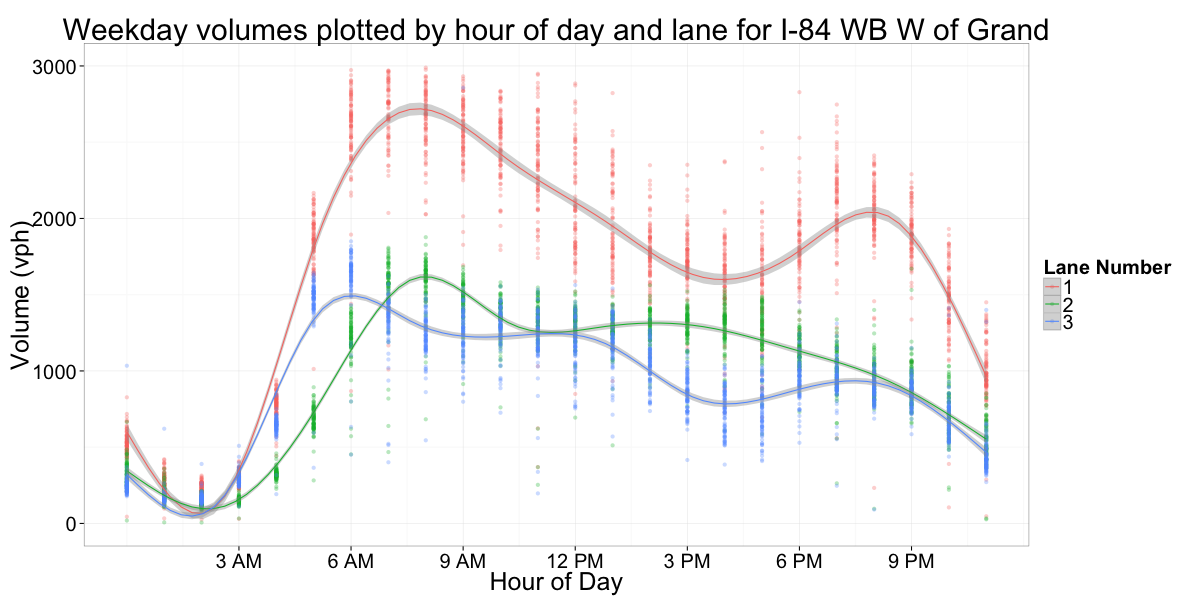 Weekday volumes plotted by hour of day and lane for I-84 WB W of Grand
Volume (vph)
3000
2000
1000
0
3 AM 6 AM 9 AM 12 PM 3 PM 6 PM 9 PM
Hour of Day
Lane Number
1
2
3